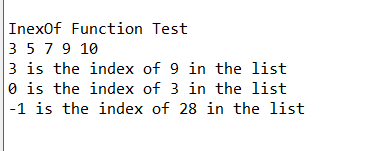 InexOf Function Test
3 5 7 9 10
3 is the index of 9 in the list
0 is the index of 3 in the list
-1 is the index of 28 in the list